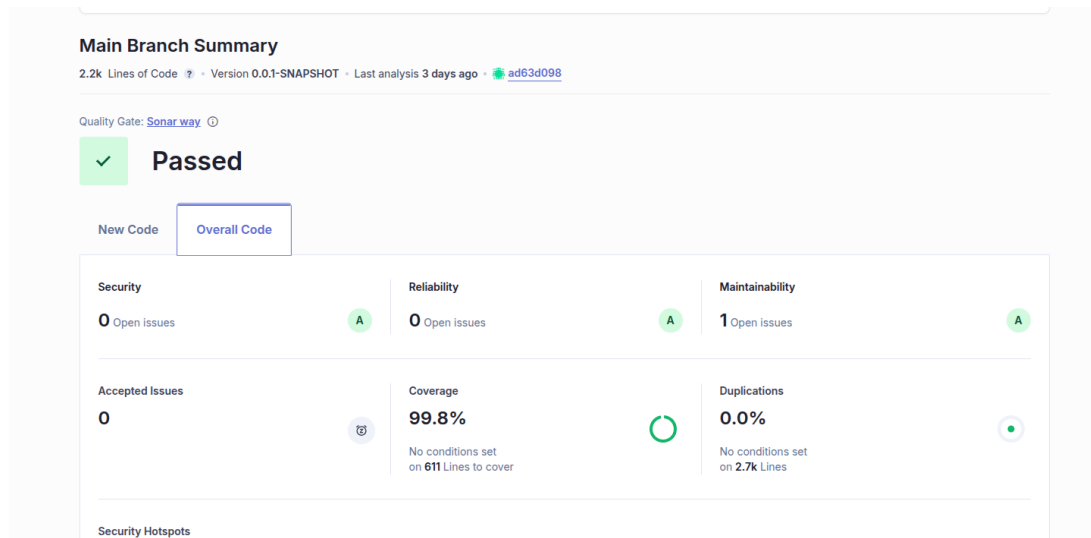 Main Branch Summary
2.2k Lines of Code ? • Version 0.0.1-SNAPSHOT • Last analysis 3 days ago • ad63d098
Quality Gate: Sonar way
Passed
New Code Overall Code
Security Reliability Maintainability
0 Open issues A 0 Open issues A 1 Open issues A
Accepted Issues Coverage Duplications
0 99.8% 0.0%
No conditions set No conditions set
on 611 Lines to cover on 2.7k Lines
Security Hotspots